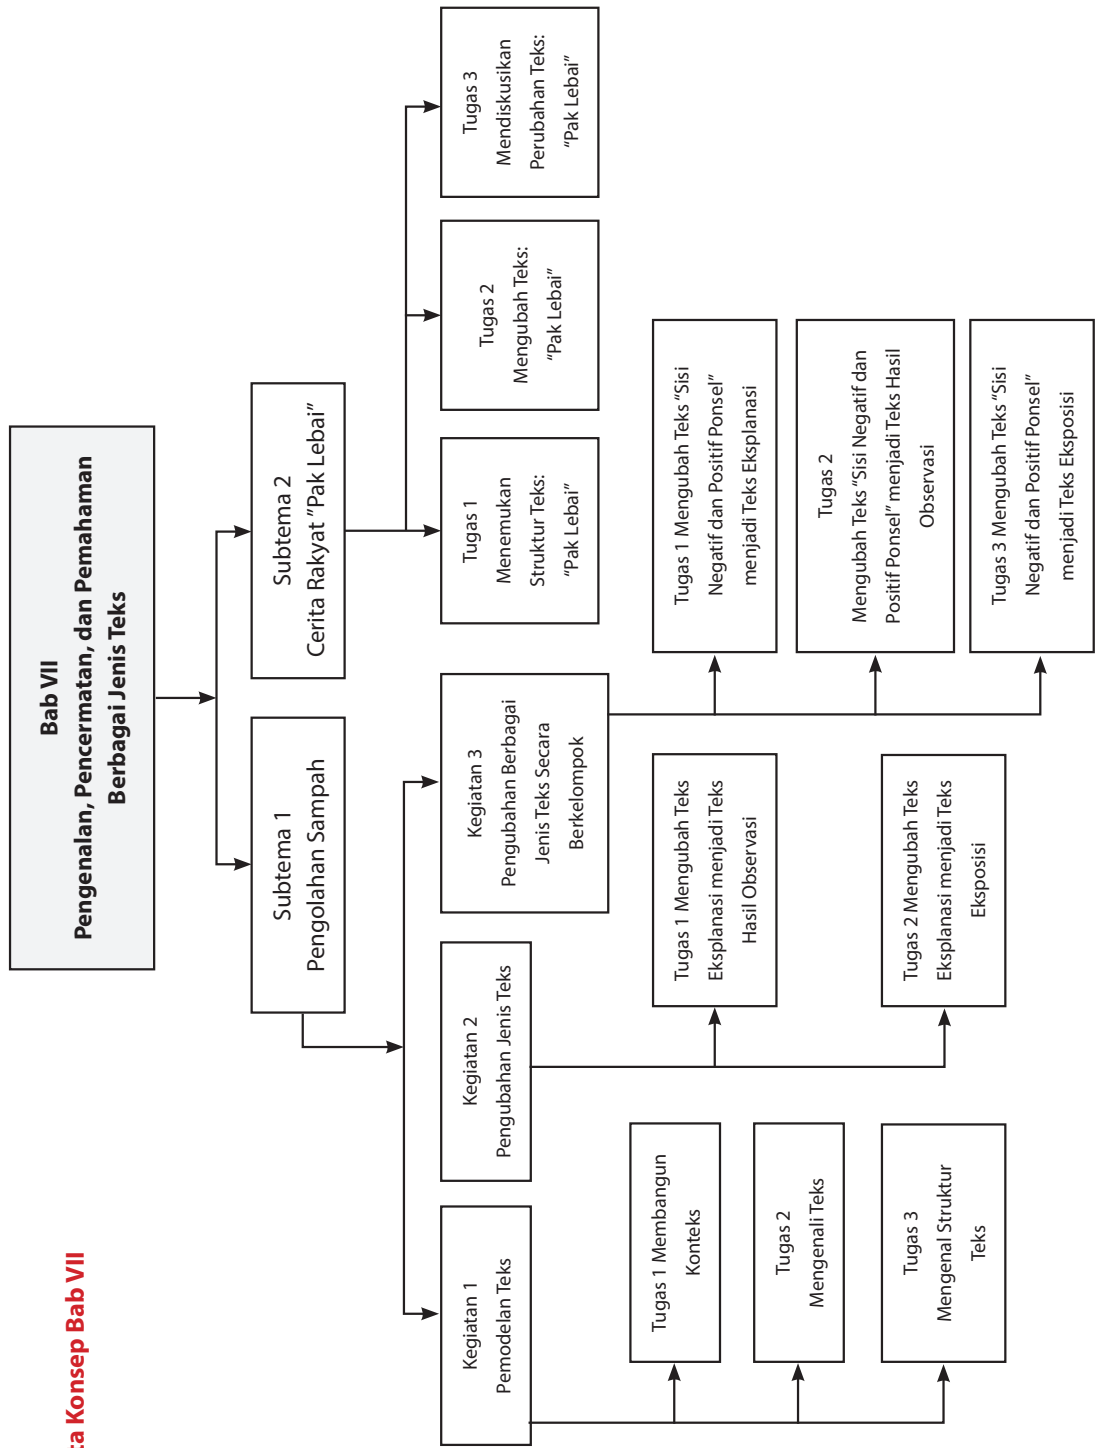 ta Konsep Bab VII
Bab VII
Pengenalan, Pencermatan, dan Pemahaman
Berbagai Jenis Teks
Subtema 1
Pengolahan Sampah
Subtema 2
Cerita Rakyat “Pak Lebai”
Kegiatan 1
Pemodelan Teks
Kegiatan 2
Pengubahan Jenis Teks
Kegiatan 3
Pengubahan Berbagai
Jenis Teks Secara
Berkelompok
Tugas 1
Menemukan
Struktur Teks:
“Pak Lebai”
Tugas 2
Mengubah Teks:
“Pak Lebai”
Tugas 3
Mendiskusikan
Perubahan Teks:
“Pak Lebai”
Tugas 1 Membangun
Konteks
Tugas 2
Mengenali Teks
Tugas 3
Mengenal Struktur
Teks
Tugas 1 Mengubah Teks
Eksplanasi menjadi Teks
Hasil Observasi
Tugas 2 Mengubah Teks
Eksplanasi menjadi Teks
Eksposisi
Tugas 1 Mengubah Teks “Sisi
Negatif dan Positif Ponsel”
menjadi Teks Eksplanasi
Tugas 2
Mengubah Teks “Sisi Negatif dan
Positif Ponsel” menjadi Teks Hasil
Observasi
Tugas 3 Mengubah Teks “Sisi
Negatif dan Positif Ponsel”
menjadi Teks Eksposisi